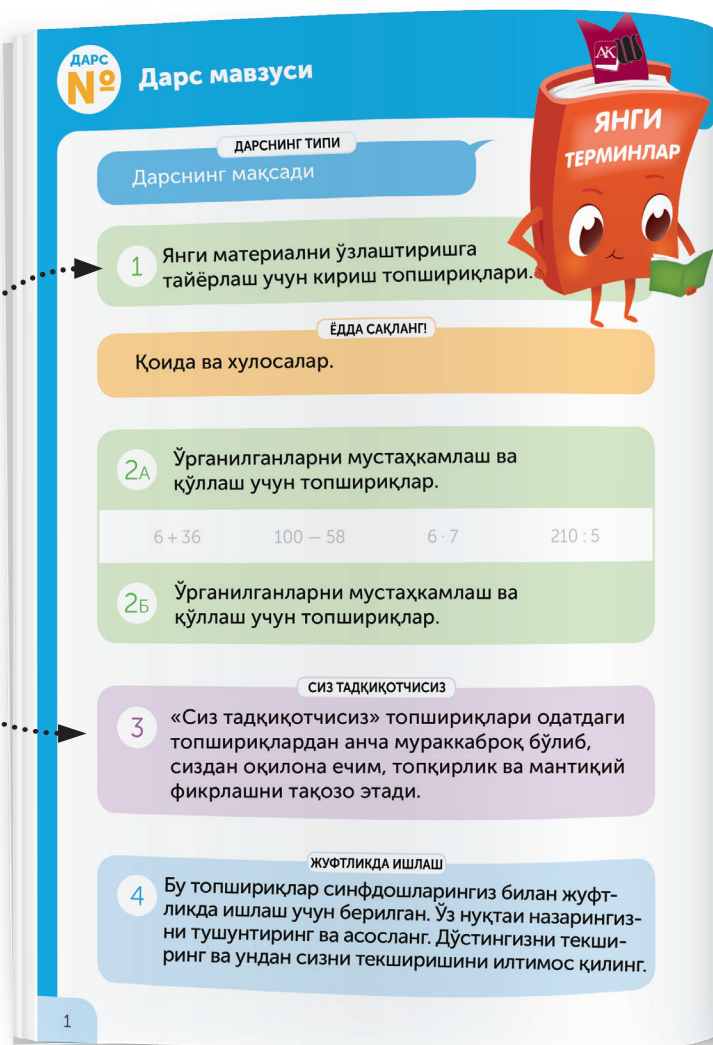 ДАРС
№
Дарс мавзуси
АК
ЯНГИ
ТЕРМИНЛАР
ДАРСНИНГ ТИПИ
Дарснинг мақсади
1
Янги материални ўзлаштиришга
тайёрлаш учун кириш топшириқлари.
ЁДДА САҚЛАНГ!
Қоида ва хулосалар.
2А
Ўрганилганларни мустаҳкамлаш ва
қўллаш учун топшириқлар.
6 + 36 100 − 58 6 · 7 210 : 5
2Б
Ўрганилганларни мустаҳкамлаш ва
қўллаш учун топшириқлар.
СИЗ ТАДҚИҚОТЧИСИЗ
3
«Сиз тадқиқотчисиз» топшириқлари одатдаги
топшириқлардан анча мураккаброқ бўлиб,
сиздан оқилона ечим, топқирлик ва мантиқий
фикрлашни тақозо этади.
ЖУФТЛИКДА ИШЛАШ
4
Бу топшириқлар синфдошларингиз билан жуфт-
ликда ишлаш учун берилган. Ўз нуқтаи назарингиз-
ни тушунтиринг ва асосланг. Дўстингизни текши-
ринг ва ундан сизни текширишини илтимос қилинг.
1